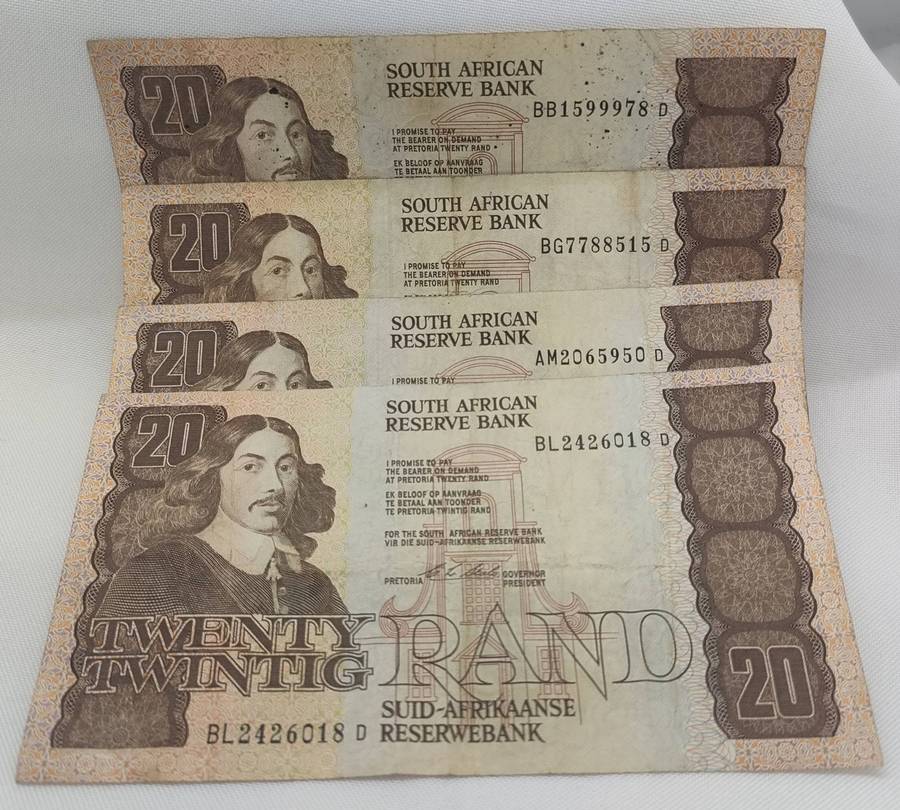 20
SOUTH AFRICAN
RESERVE BANK
BB1599978 D
I PROMISE TO PAY
THE BEARER ON DEMAND
AT PRETORIA TWENTY RAND
EK BELOOF OP AANVRAAG
TE BETAAL AAN TOONDER
20
SOUTH AFRICAN
RESERVE BANK
BG7788515 D
I PROMISE TO PAY
THE BEARER ON DEMAND
AT PRETORIA TWENTY RAND
20
SOUTH AFRICAN
RESERVE BANK
AM2065950 D
I PROMISE TO PAY
20
SOUTH AFRICAN
RESERVE BANK
BL2426018 D
I PROMISE TO PAY
THE BEARER ON DEMAND
AT PRETORIA TWENTY RAND
EK BELOOF OP AANVRAAG
TE BETAAL AAN TOONDER
TE PRETORIA TWINTIG RAND
FOR THE SOUTH AFRICAN RESERVE BANK
VIR DIE SUID-AFRIKAANSE RESERWEBANK
PRETORIA GOVERNOR
PRESIDENT
TWENTY RAND
TWINTIG
20
SUID-AFRIKAANSE
BL2426018 D RESERWEBANK